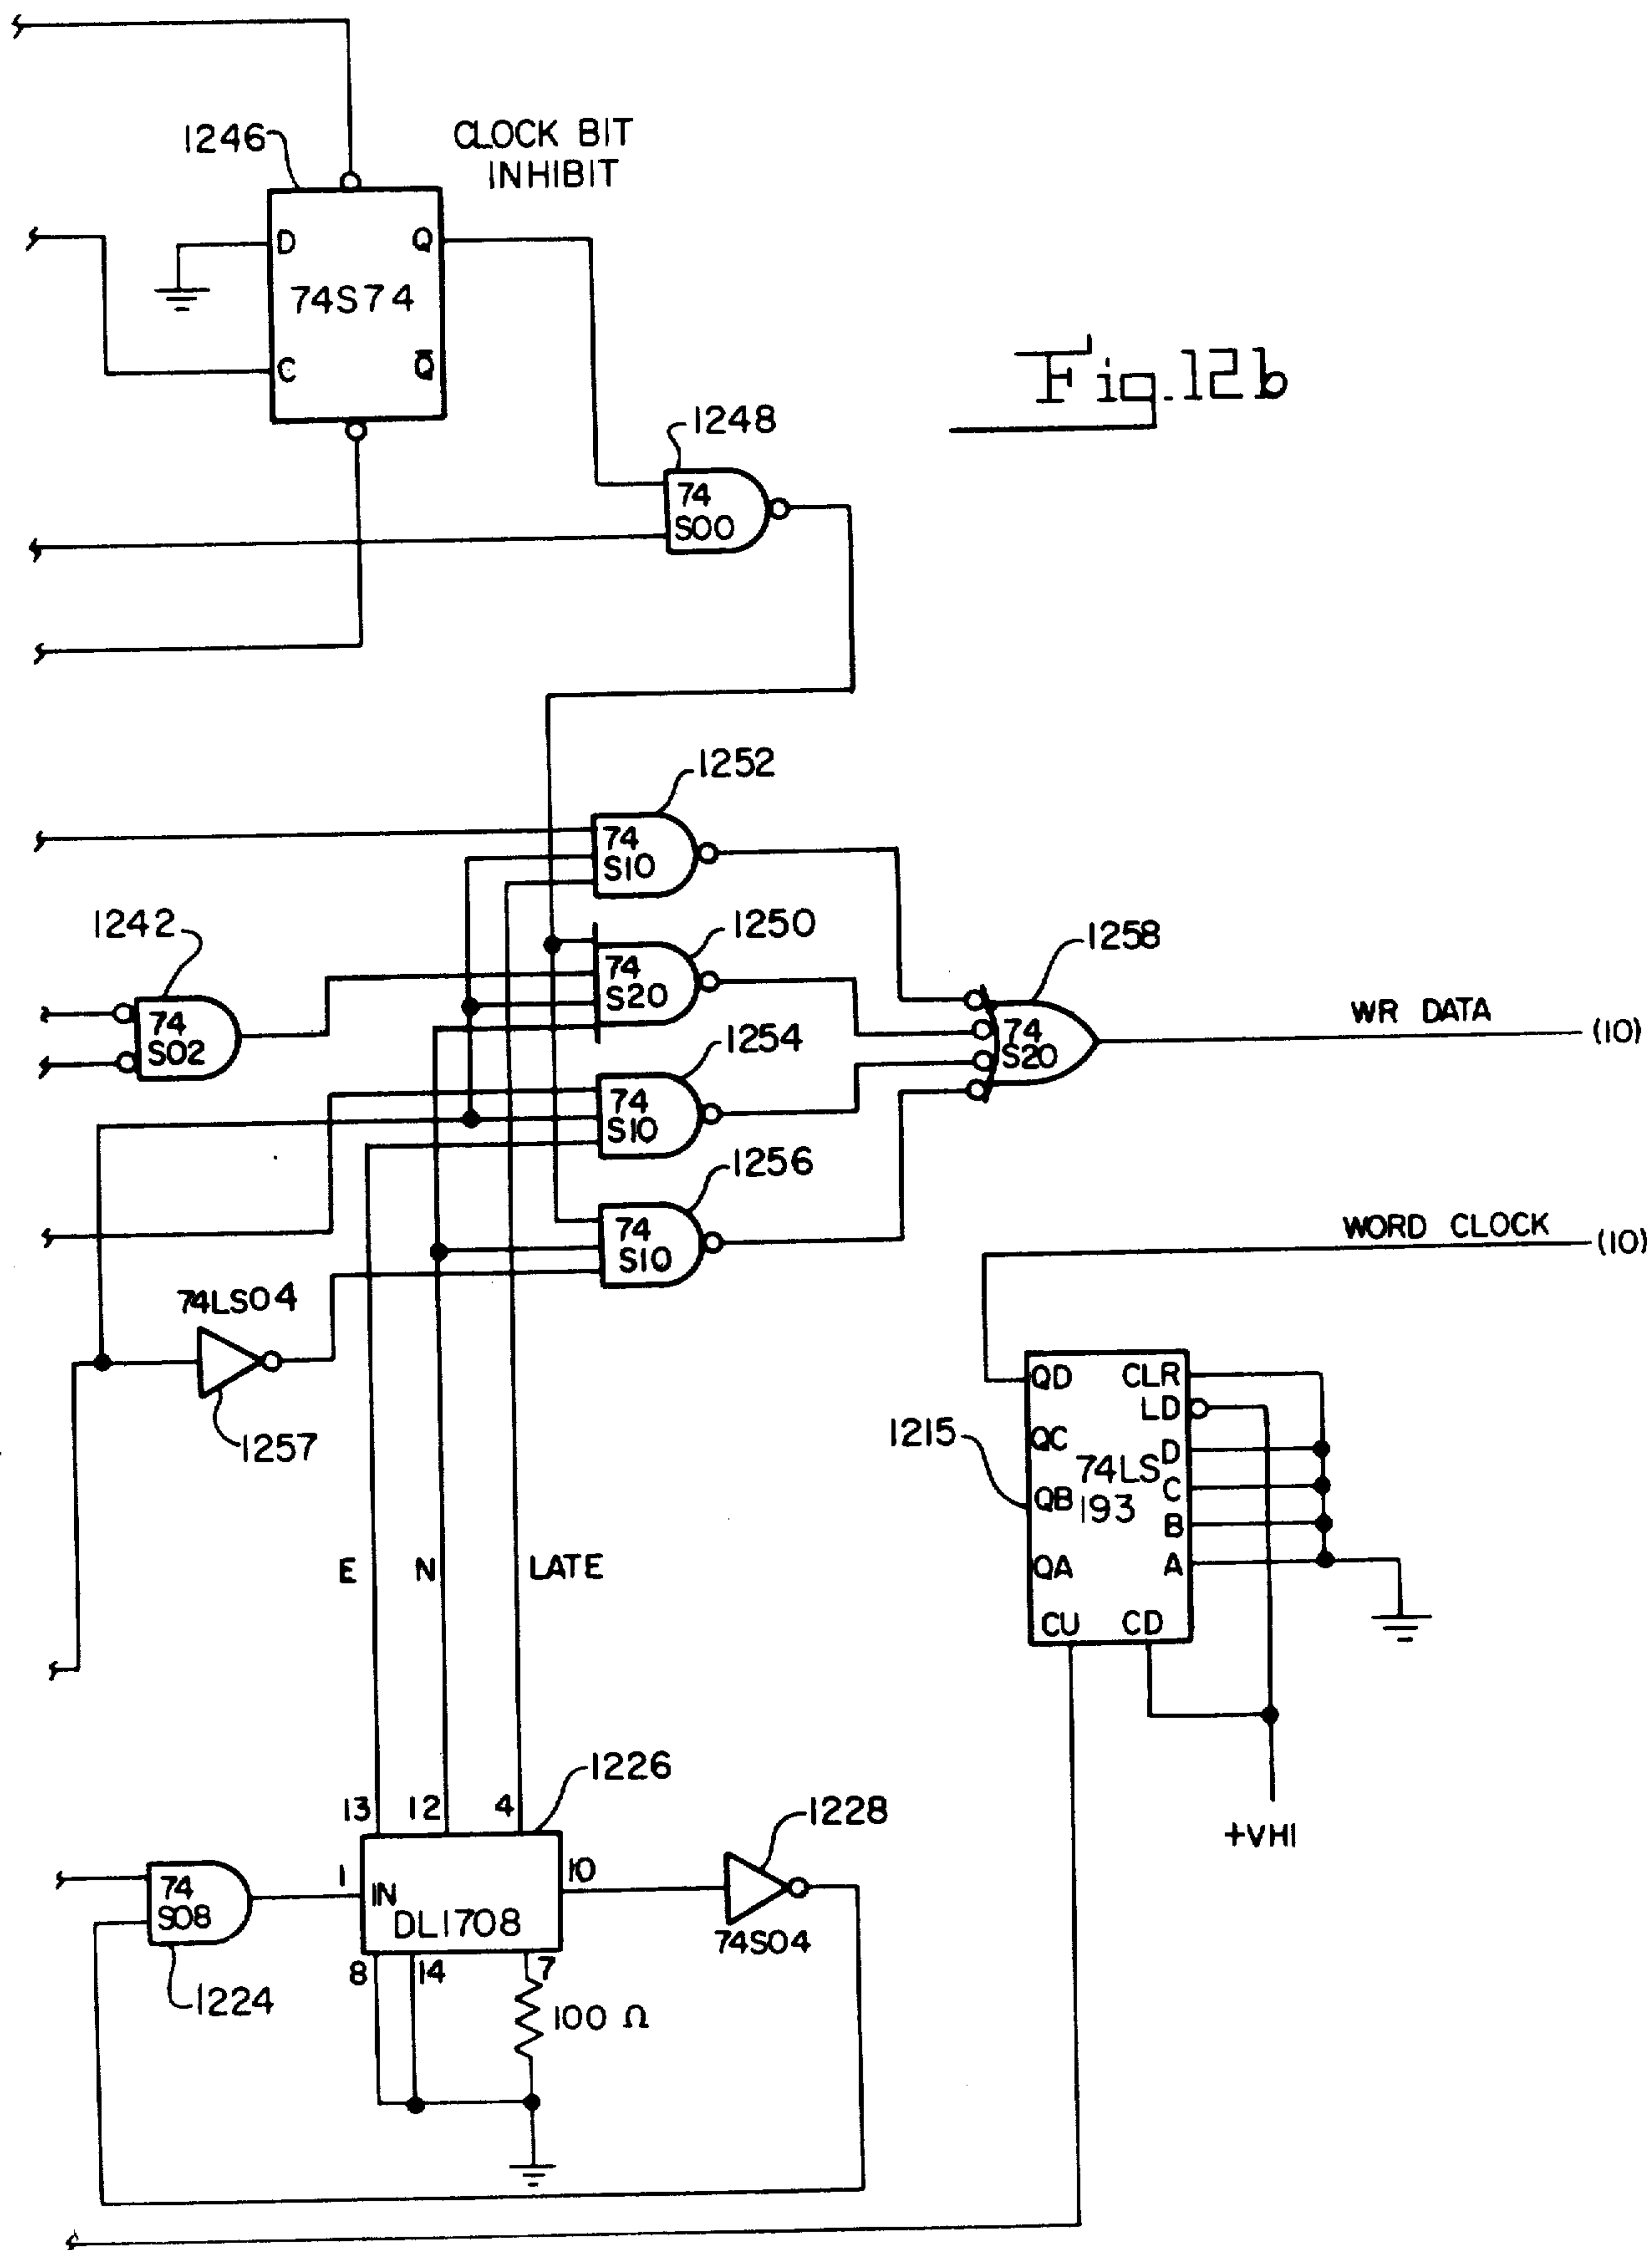 1246
CLOCK BIT
INHIBIT
D
Q
74S74
C
Q̅
Fig. 12b
1248
74
S00
1252
74
S10
1242
74
S02
1250
74
S20
1258
74
S20
WR DATA
(10)
1254
74
S10
1256
74
S10
WORD CLOCK
(10)
74LS04
1257
QD
CLR
LD
1215
QC
D
74LS
193
QB
C
B
QA
A
CU
CD
E
N
LATE
+VHI
1226
13
12
4
1228
1
IN
10
74
S08
DL1708
74S04
8
14
7
1224
100 Ω